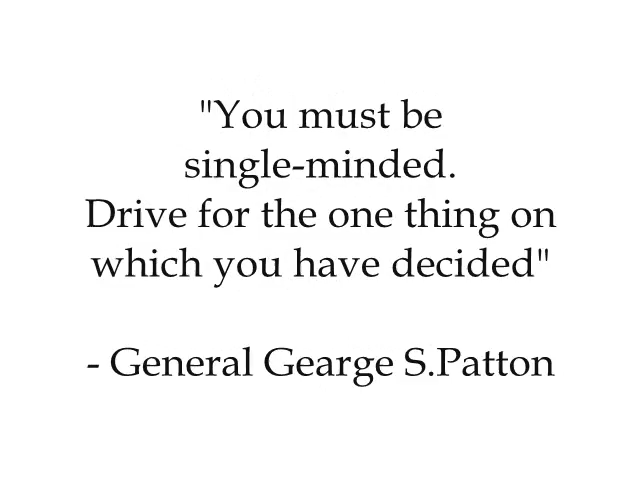 "You must be
single-minded.
Drive for the one thing on
which you have decided"
- General Gearge S.Patton